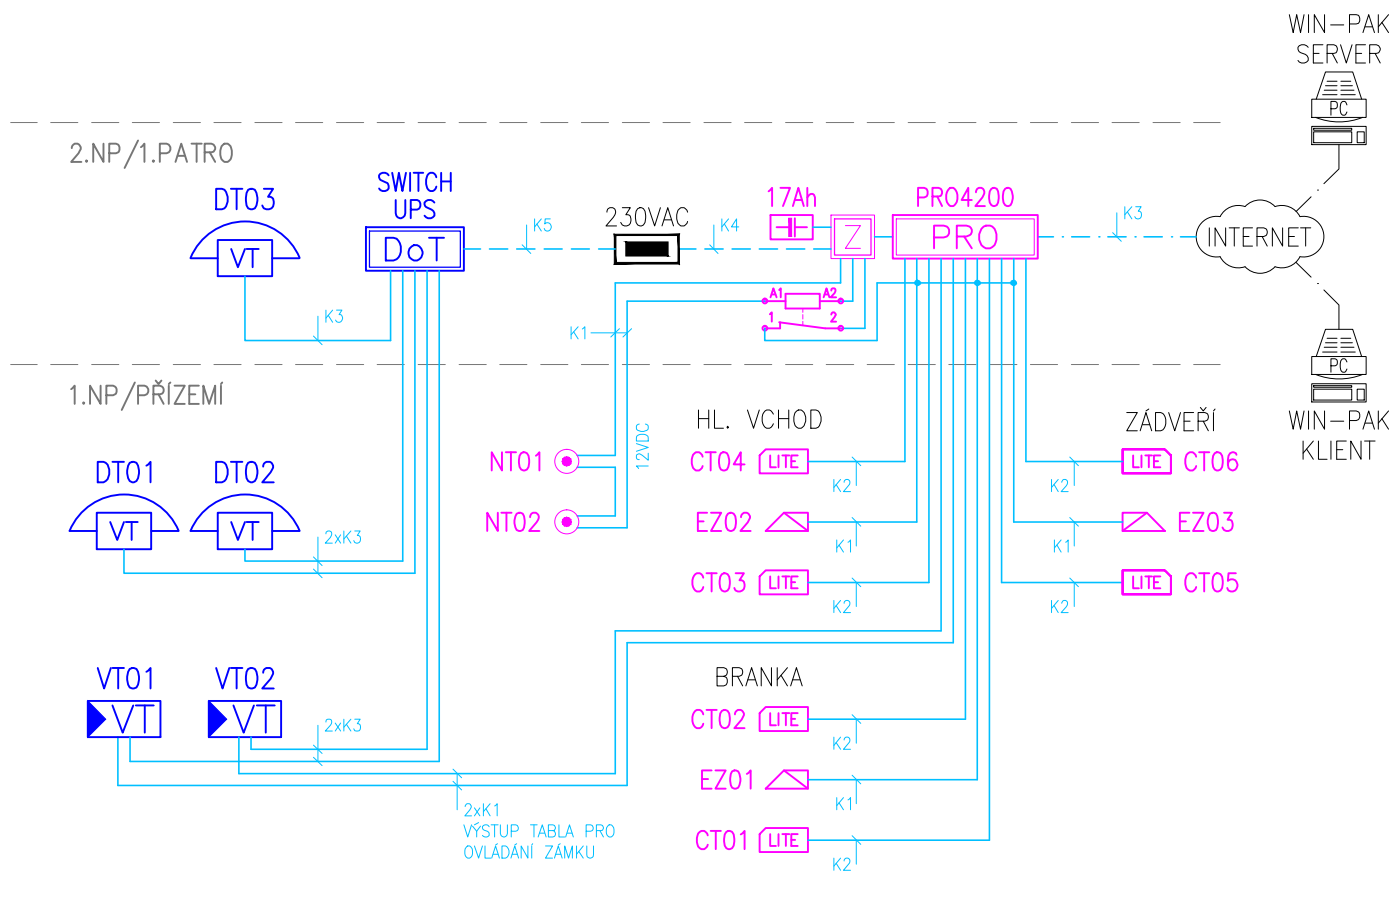 WIN-PAK
SERVER
PC
2.NP/1.PATRO
DT03
VT
SWITCH
UPS
DoT
K5
230VAC
K4
17Ah
Z
PRO4200
PRO
K3
INTERNET
K3
K1
A1
A2
1
2
PC
WIN-PAK
KLIENT
1.NP/PŘÍZEMÍ
HL. VCHOD
ZÁDVEŘÍ
12VDC
NT01
CT04
LITE
K2
K2
LITE
CT06
DT01
VT
DT02
VT
2xK3
NT02
EZ02
K1
K1
EZ03
CT03
LITE
K2
K2
LITE
CT05
VT01
VT
VT02
VT
2xK3
BRANKA
CT02
LITE
K2
EZ01
K1
2xK1
VÝSTUP TABLA PRO
OVLÁDÁNÍ ZÁMKU
CT01
LITE
K2